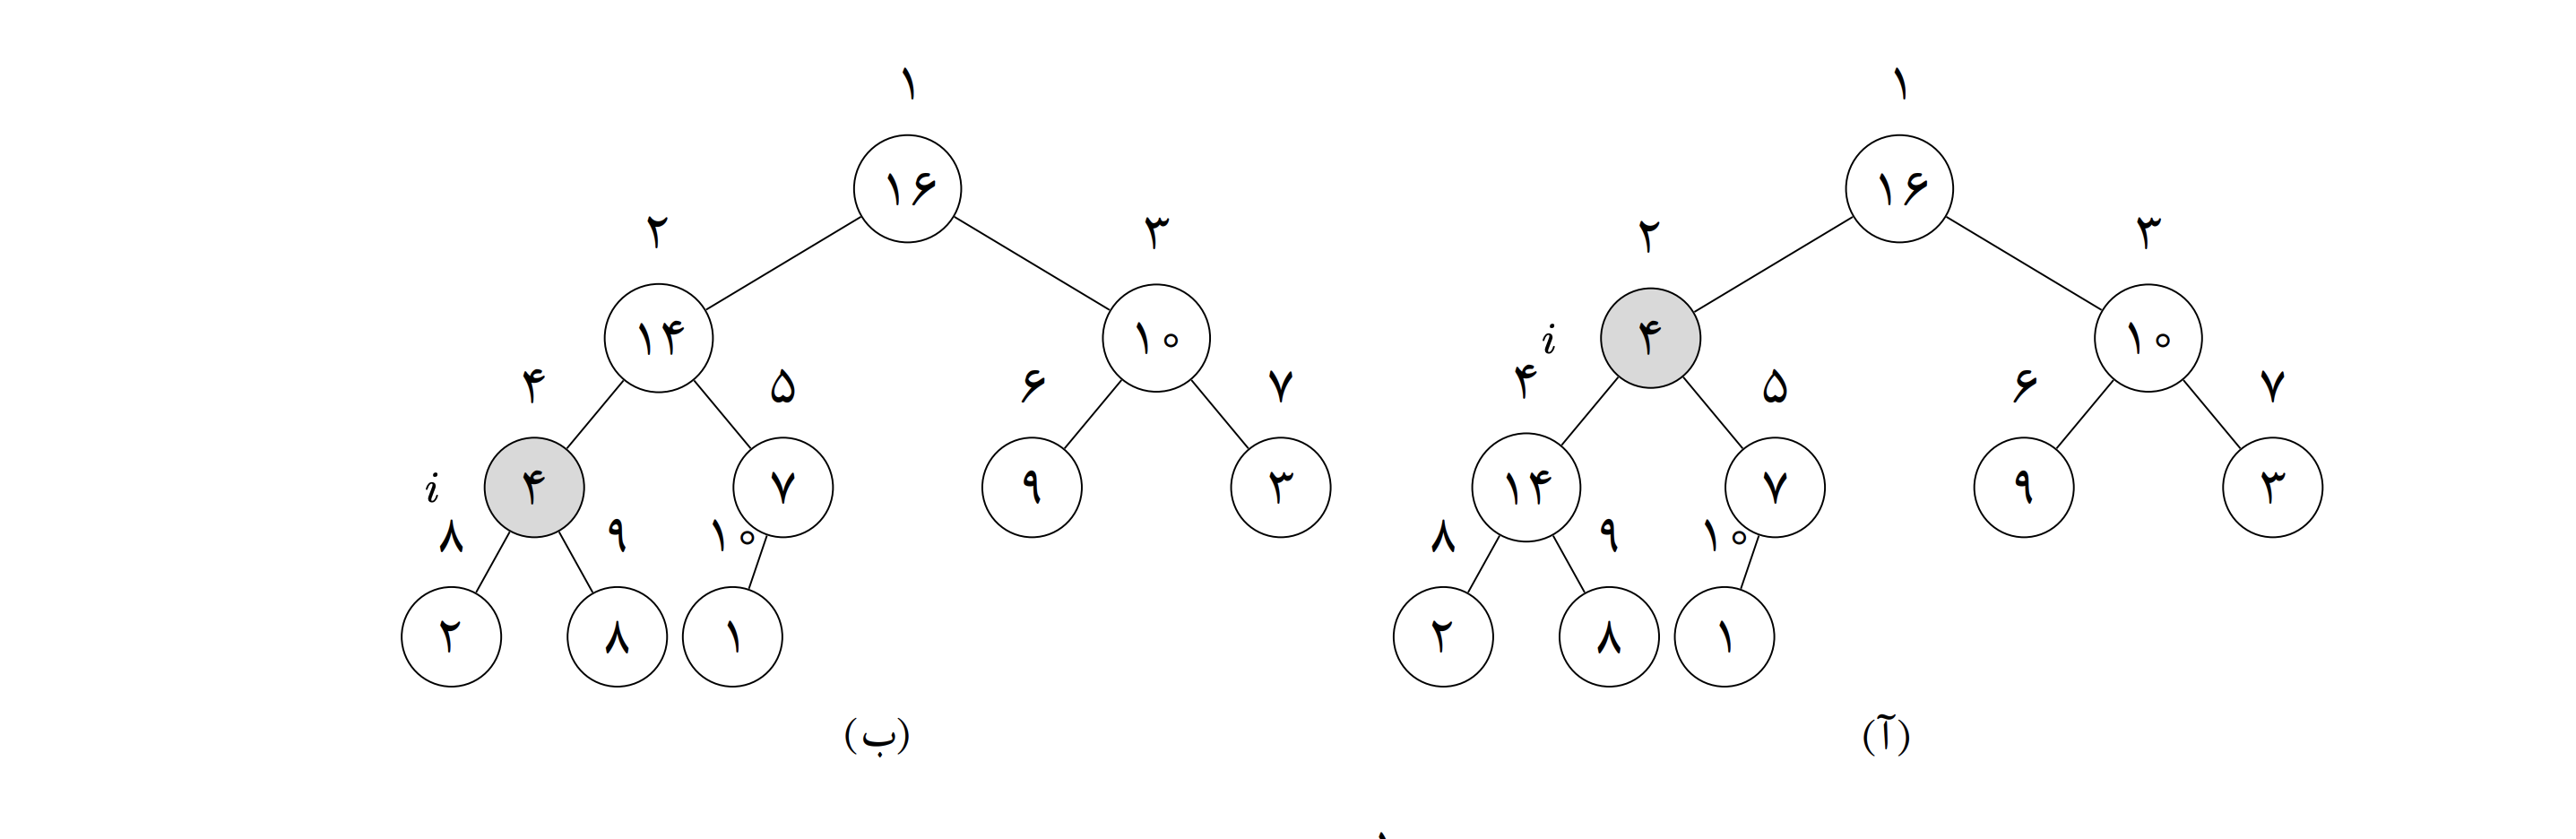 ۱ ۱
۱۶ ۱۶
۲ ۳ ۲ ۳
۱۴ ۱۰ i ۴ ۱۰
۴ ۵ ۶ ۷ ۴ ۵ ۶ ۷
i ۴ ۷ ۹ ۳ ۱۴ ۷ ۹ ۳
۸ ۹ ۱۰ ۸ ۹ ۱۰
۲ ۸ ۱ ۲ ۸ ۱
(آ) (ب)